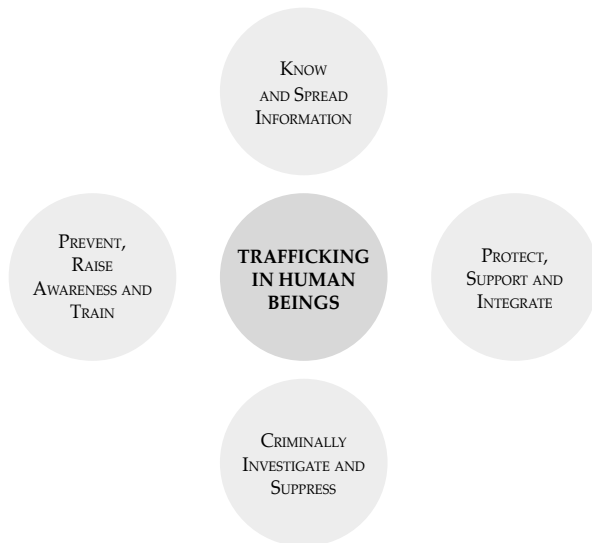 Know
and Spread
Information
Prevent,
Raise
Awareness and
Train
TRAFFICKING
IN HUMAN
BEINGS
Protect,
Support and
Integrate
Criminally
Investigate and
Suppress